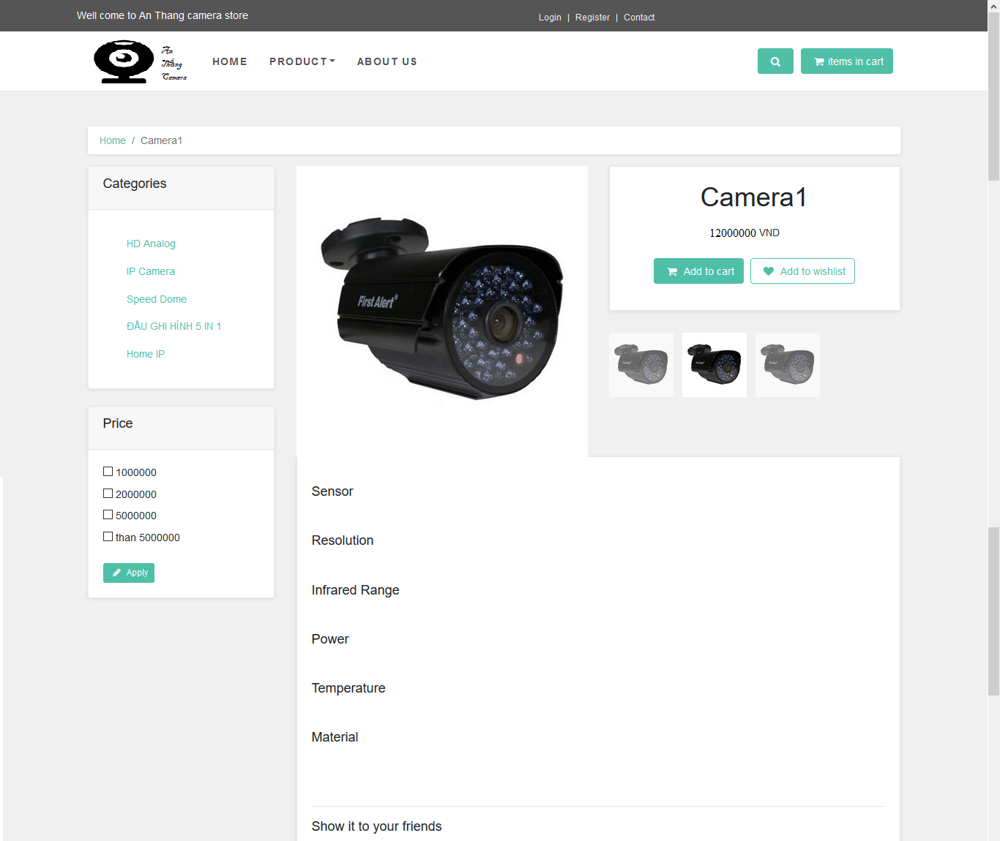 Well come to An Thang camera store
Login | Register | Contact
An
Thắng
Camera
HOME PRODUCT ABOUT US
items in cart
Home / Camera1
Categories
HD Analog
IP Camera
Speed Dome
ĐẦU GHI HÌNH 5 IN 1
Home IP
Price
1000000
2000000
5000000
than 5000000
Apply
First Alert®
Camera1
12000000 VND
Add to cart
Add to wishlist
Sensor
Resolution
Infrared Range
Power
Temperature
Material
Show it to your friends